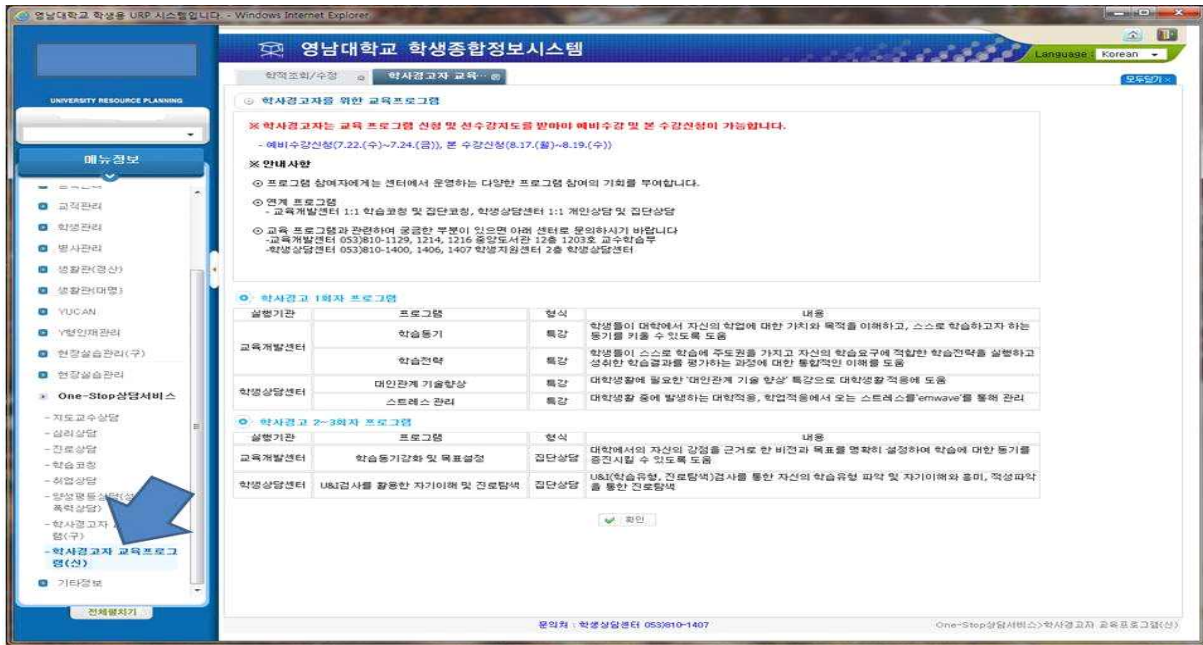 영남대학교 학생용 URP 시스템입니다. - Windows Internet Explorer
영남대학교 학생종합정보시스템
Language : Korean
학적조회/수정
학사경고자 교육…
모두닫기 ×
UNIVERSITY RESOURCE PLANNING
메뉴정보
교직관리
학생관리
병사관리
생활관(경산)
생활관(대명)
YUCAN
Y형인재관리
현장실습관리(구)
현장실습관리
One-Stop상담서비스
-지도교수상담
-심리상담
-진로상담
-학습코칭
-취업상담
-양성평등상담(성
폭력상담)
-학사경고자
램(구)
-학사경고자 교육프로그
램(신)
기타정보
전체펼치기
학사경고자를 위한 교육프로그램
※ 학사경고자는 교육 프로그램 신청 및 선수강지도를 받아야 예비수강 및 본 수강신청이 가능합니다.
- 예비수강신청(7.22.(수)~7.24.(금)), 본 수강신청(8.17.(월)~8.19.(수))
※ 안내사항
⊙ 프로그램 참여자에게는 센터에서 운영하는 다양한 프로그램 참여의 기회를 부여합니다.
⊙ 연계 프로그램
- 교육개발센터 1:1 학습코칭 및 집단코칭, 학생상담센터 1:1 개인상담 및 집단상담
⊙ 교육 프로그램과 관련하여 궁금한 부분이 있으면 아래 센터로 문의하시기 바랍니다
-교육개발센터 053)810-1129, 1214, 1216 중앙도서관 12층 1203호 교수학습부
-학생상담센터 053)810-1400, 1406, 1407 학생지원센터 2층 학생상담센터
학사경고 1회자 프로그램
실행기관 프로그램 형식 내용
교육개발센터 학습동기 특강 학생들이 대학에서 자신의 학업에 대한 가치와 목적을 이해하고, 스스로 학습하고자 하는
동기를 키울 수 있도록 도움
학습전략 특강 학생들이 스스로 학습에 주도권을 가지고 자신의 학습요구에 적합한 학습전략을 실행하고
성취한 학습결과를 평가하는 과정에 대한 통합적인 이해를 도움
학생상담센터 대인관계 기술향상 특강 대학생활에 필요한 '대인관계 기술 향상' 특강으로 대학생활 적응에 도움
스트레스 관리 특강 대학생활 중에 발생하는 대학적응, 학업적응에서 오는 스트레스를'emwave'를 통해 관리
학사경고 2~3회자 프로그램
실행기관 프로그램 형식 내용
교육개발센터 학습동기강화 및 목표설정 집단상담 대학에서의 자신의 강점을 근거로 한 비전과 목표를 명확히 설정하여 학습에 대한 동기를
증진시킬 수 있도록 도움
학생상담센터 U&I검사를 활용한 자기이해 및 진로탐색 집단상담 U&I(학습유형, 진로탐색)검사를 통한 자신의 학습유형 파악 및 자기이해와 흥미, 적성파악
을 통한 진로탐색
확인
문의처 : 학생상담센터 053)810-1407
One-Stop상담서비스>학사경고자 교육프로그램(신)